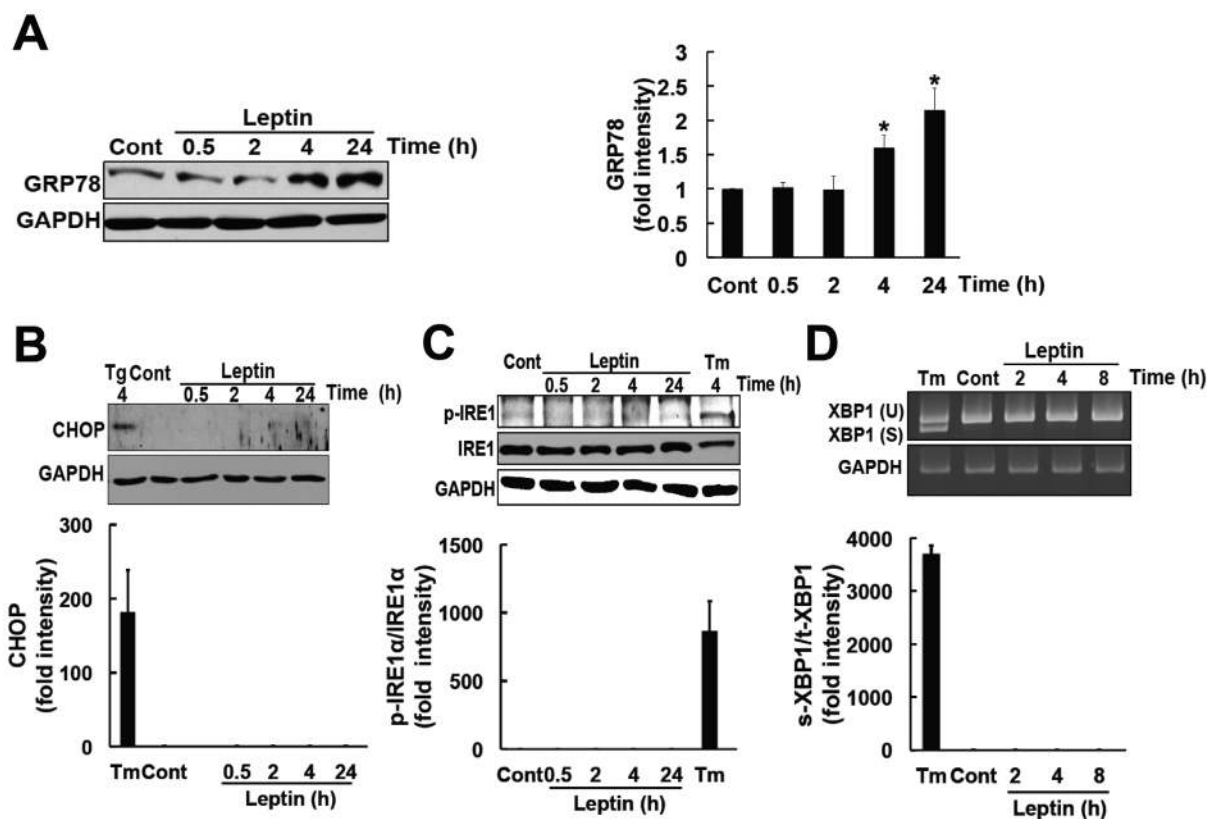 A
Leptin
Cont 0.5 2 4 24 Time (h)
GRP78
GAPDH
GRP78
(fold intensity)
3
2.5
2
1.5
1
0.5
0
*
*
Cont 0.5 2 4 24 Time (h)
B
Tg Cont Leptin
4 0.5 2 4 24 Time (h)
CHOP
GAPDH
CHOP
(fold intensity)
300
200
100
0
Tm Cont 0.5 2 4 24
Leptin (h)
C
Cont Leptin Tm
0.5 2 4 24 4 Time (h)
p-IRE1
IRE1
GAPDH
p-IRE1α/IRE1α
(fold intensity)
1500
1000
500
0
Cont 0.5 2 4 24 Tm
Leptin (h)
D
Leptin
Tm Cont 2 4 8 Time (h)
XBP1 (U)
XBP1 (S)
GAPDH
s-XBP1/t-XBP1
(fold intensity)
4000
3000
2000
1000
0
Tm Cont 2 4 8
Leptin (h)